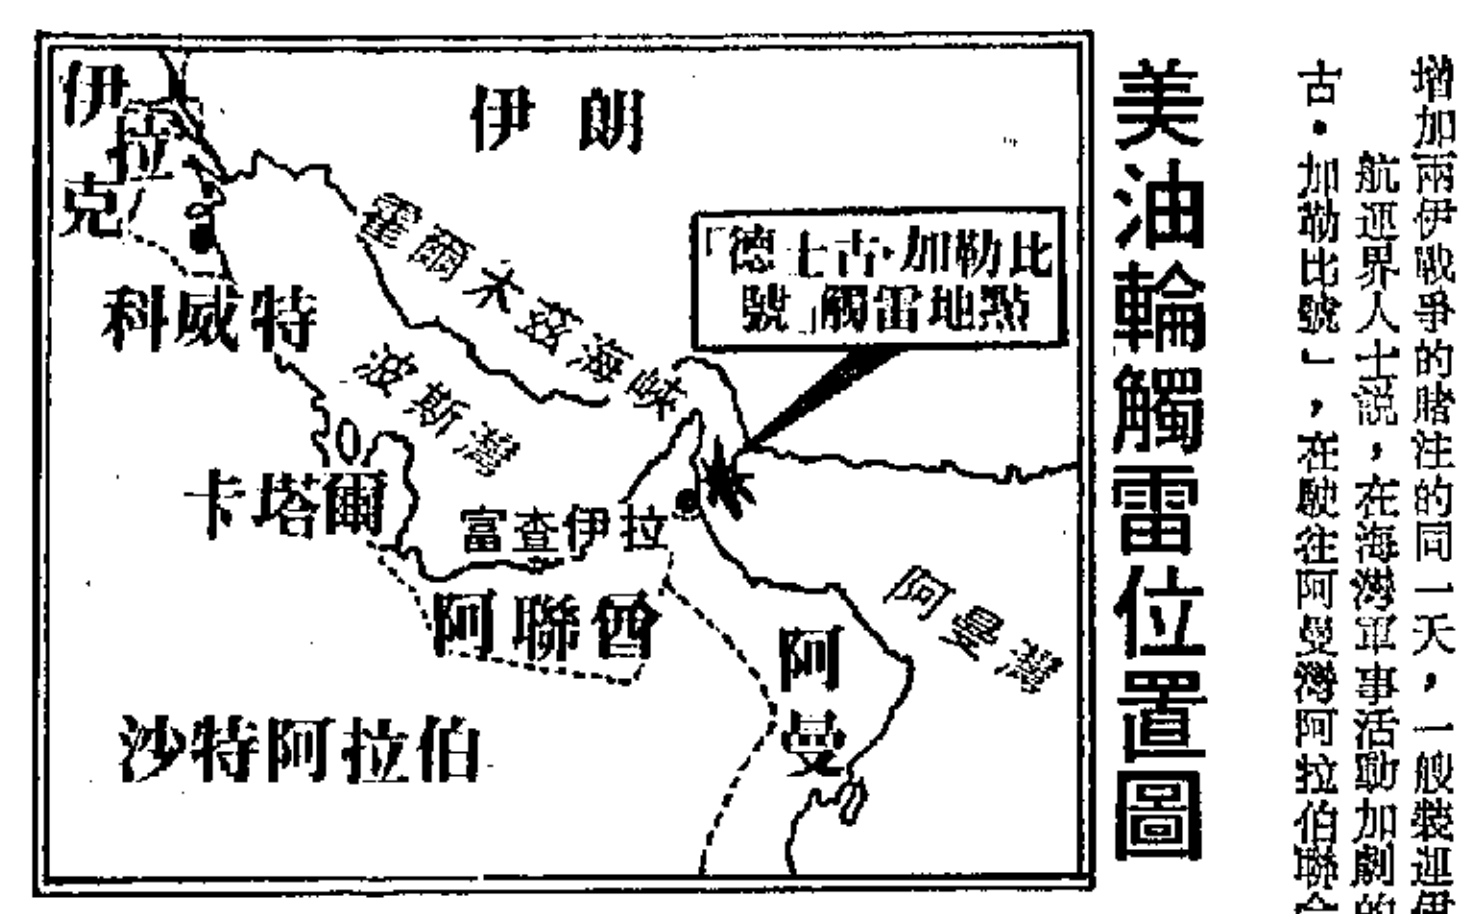 增加兩伊戰爭的賭注的同一天，一艘裝運伊
航運界人士說，在海灣軍事活動加劇的
古·加勒比號」，在駛往阿曼灣阿拉伯聯合
美油輪觸雷位置圖
伊拉克
伊朗
霍爾木茲海峽
「德士古·加勒比
號」觸雷地點
科威特
波斯灣
卡塔爾
富查伊拉
阿聯酋
阿曼灣
阿曼
沙特阿拉伯